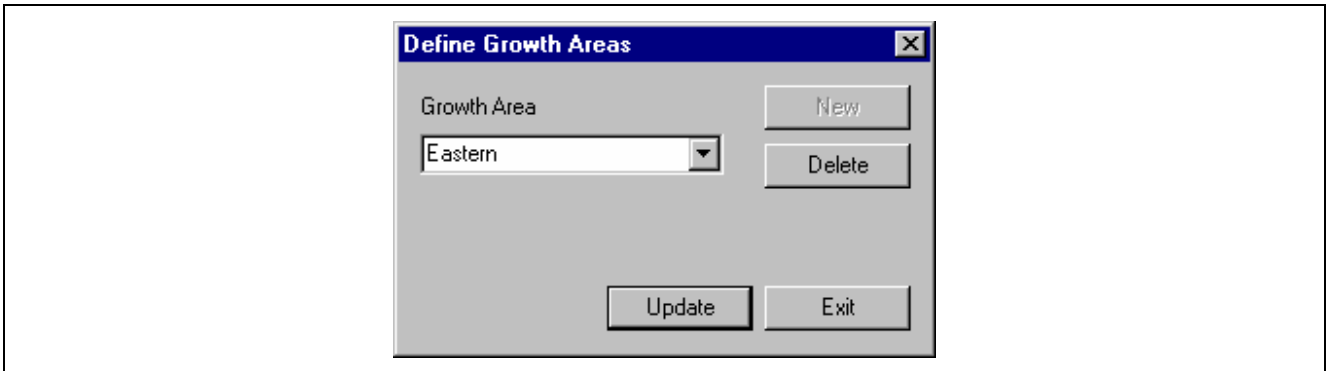 Define Growth Areas
Growth Area
New
Eastern
Delete
Update
Exit